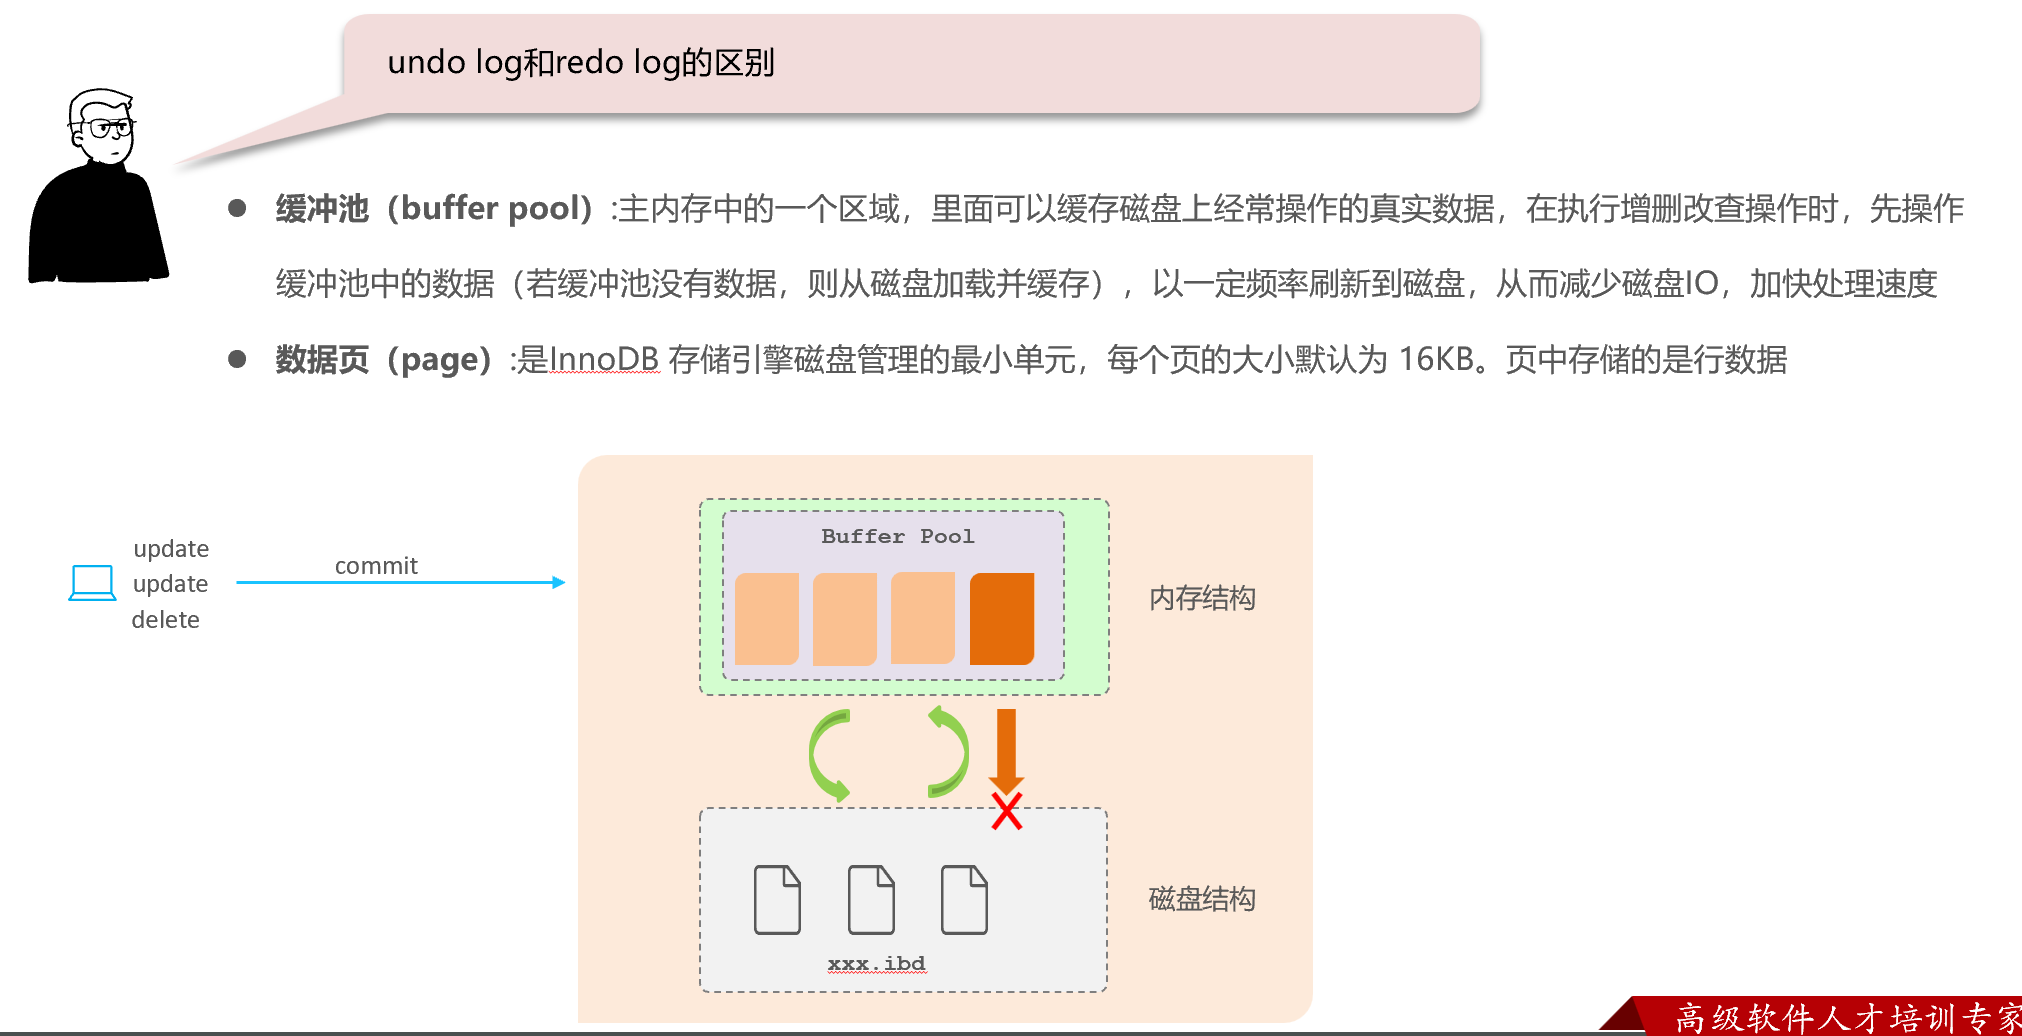 undo log和redo log的区别
● 缓冲池（buffer pool）:主内存中的一个区域，里面可以缓存磁盘上经常操作的真实数据，在执行增删改查操作时，先操作
缓冲池中的数据（若缓冲池没有数据，则从磁盘加载并缓存），以一定频率刷新到磁盘，从而减少磁盘IO，加快处理速度
● 数据页（page）:是InnoDB 存储引擎磁盘管理的最小单元，每个页的大小默认为 16KB。页中存储的是行数据
update
update
delete
commit
Buffer Pool
内存结构
xxx.ibd
磁盘结构
高级软件人才培训专家